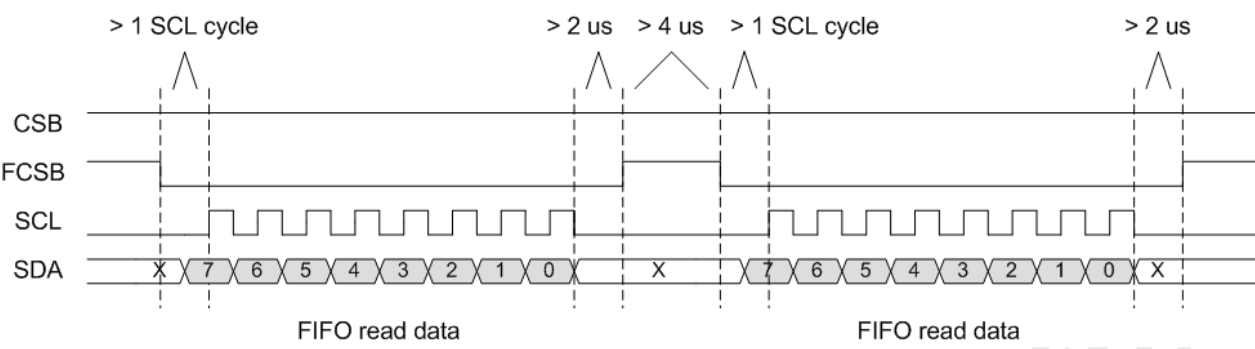 > 1 SCL cycle > 2 us > 4 us > 1 SCL cycle > 2 us
CSB
FCSB
SCL
SDA X 7 6 5 4 3 2 1 0 X 7 6 5 4 3 2 1 0 X
FIFO read data FIFO read data